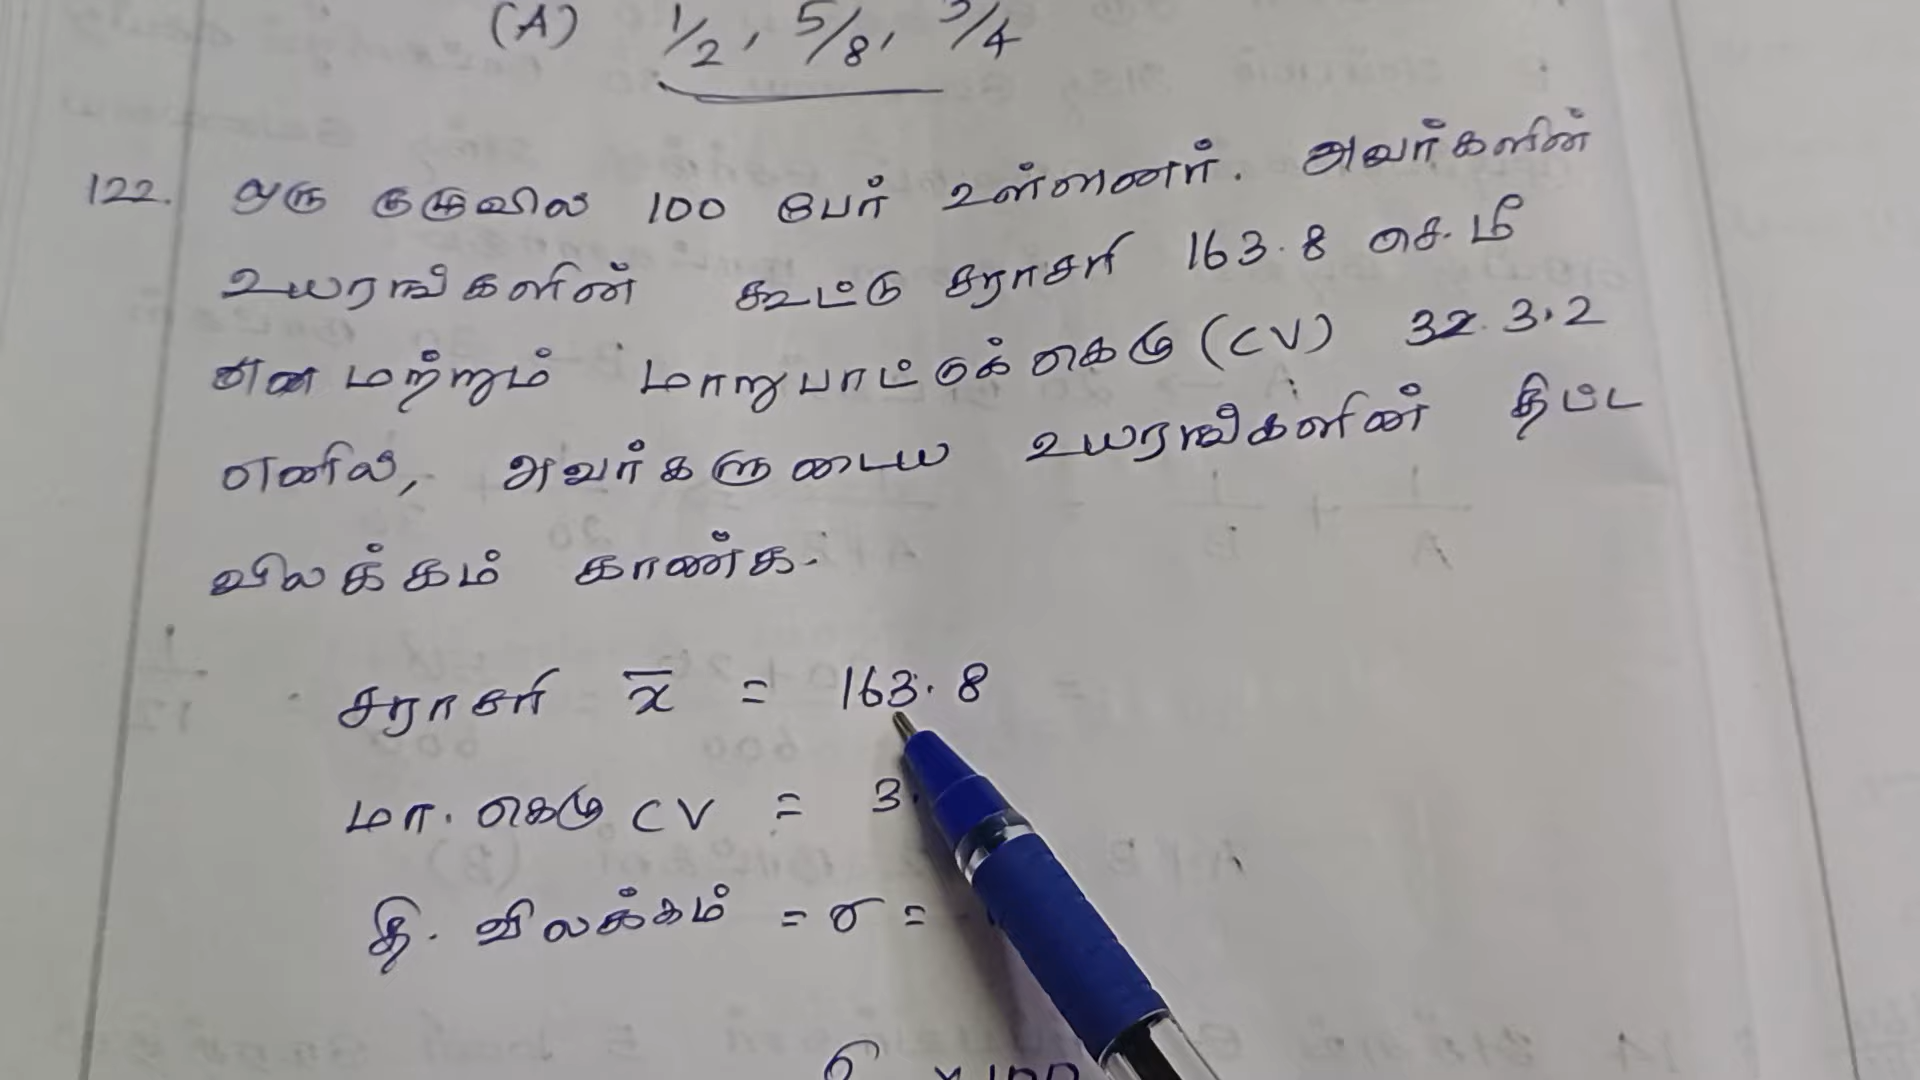 (A) 1/2, 5/8, 3/4
122. ஒரு குழுவில் 100 பேர் உள்ளனர். அவர்களின்
உயரங்களின் கூட்டு சராசரி 163.8 செ.மீ
என மற்றும் மாறுபாட்டுக்கெழு (CV) 3.2
எனில், அவர்களுடைய உயரங்களின் திட்ட
விலக்கம் காண்க.
சராசரி x̅ = 163.8
மா. கெழு CV = 3.
தி. விலக்கம் = σ =
σ × 100